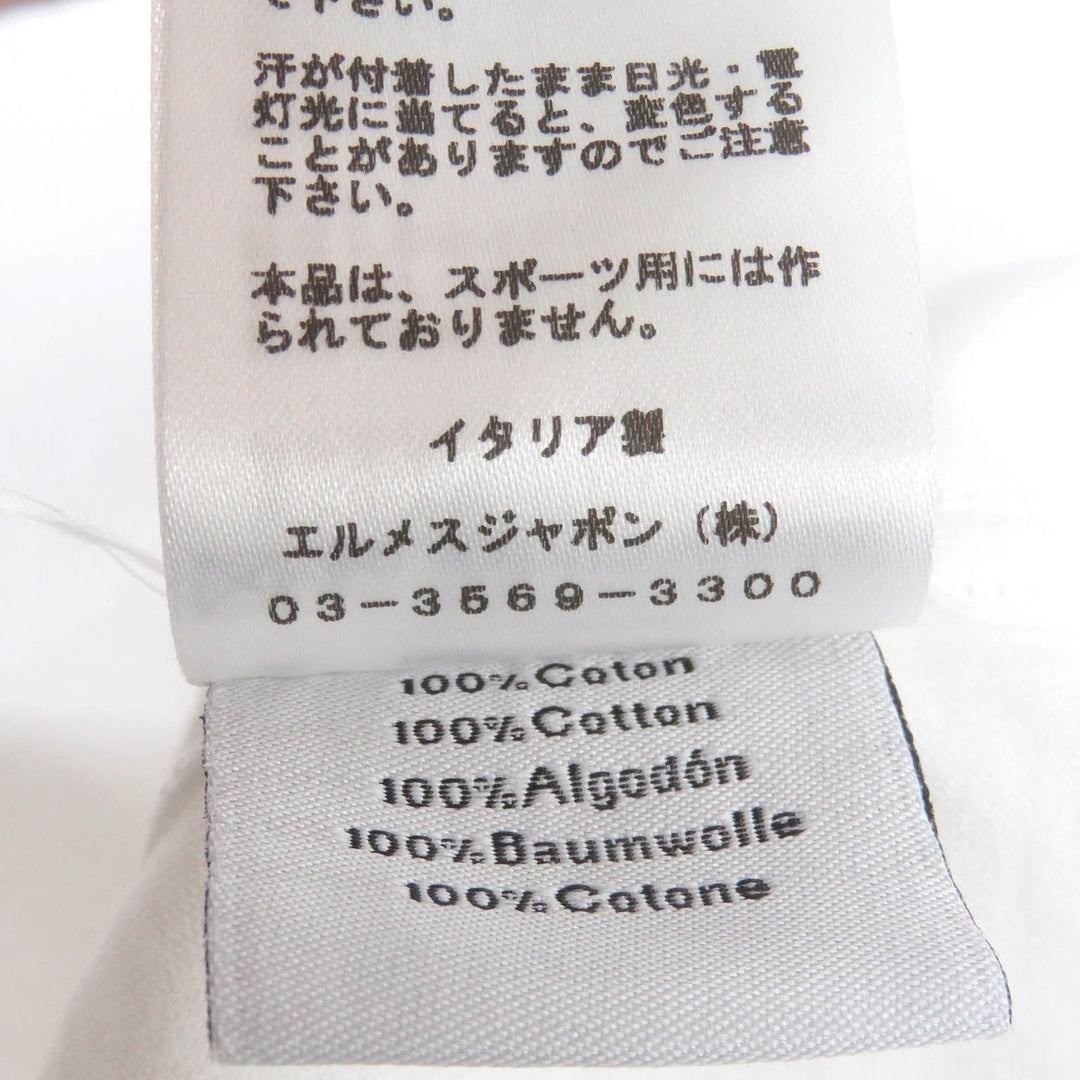 下さい。
汗が付着したまま日光・電
灯光に当てると、変色する
ことがありますのでご注意
下さい。
本品は、スポーツ用には作
られておりません。
イタリア製
エルメスジャポン（株）
03－3569－3300
100%Coton
100%Cotton
100%Algodón
100%Baumwolle
100%Cotone